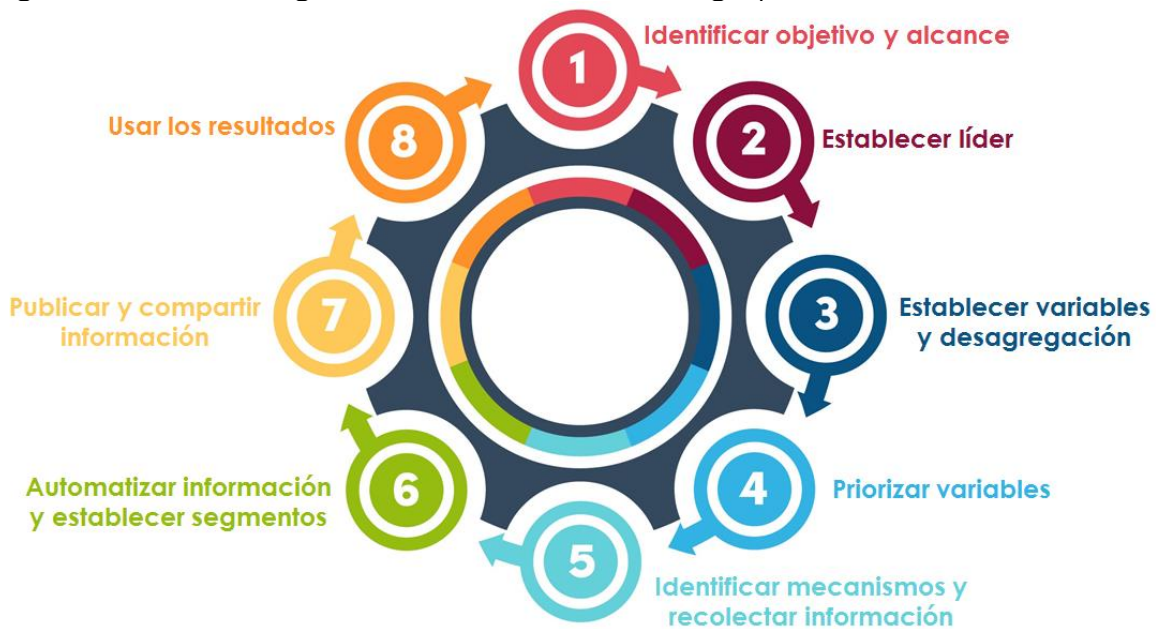 1
Identificar objetivo y alcance
2
Establecer líder
3
Establecer variables
y desagregación
4
Priorizar variables
5
Identificar mecanismos y
recolectar información
6
Automatizar información
y establecer segmentos
7
Publicar y compartir
información
8
Usar los resultados